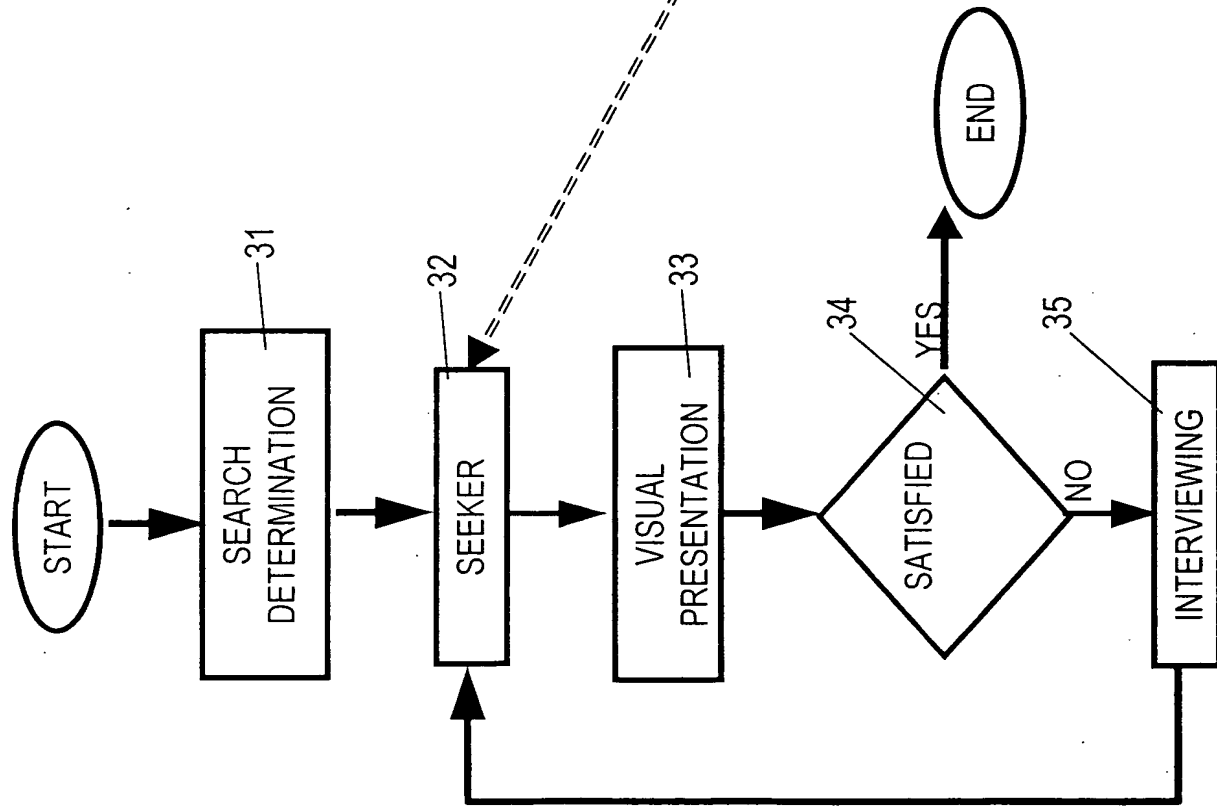 START
SEARCH
DETERMINATION
31
SEEKER
32
VISUAL
PRESENTATION
33
SATISFIED
34
YES
END
NO
INTERVIEWING
35